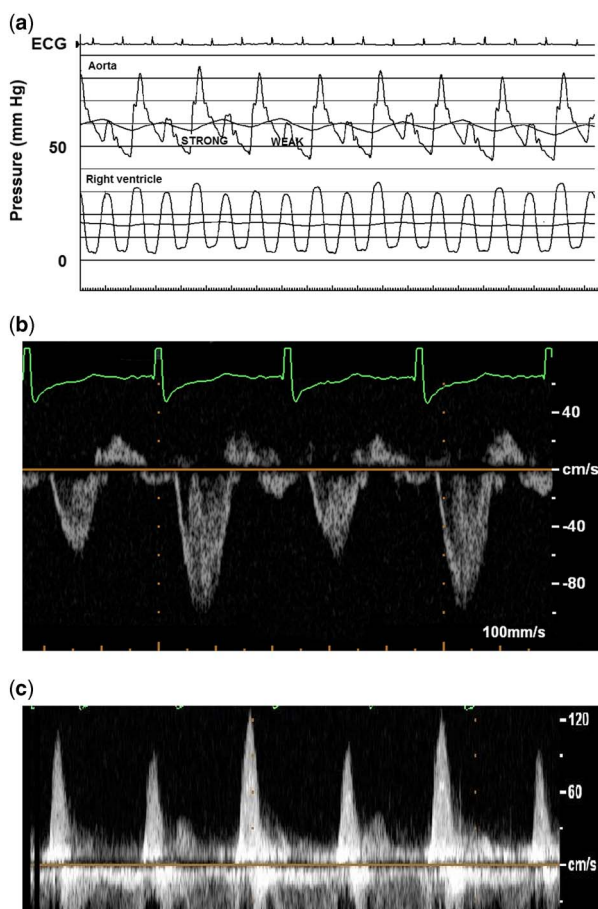 (a)
ECG
Aorta
STRONG WEAK
50
Right ventricle
0
Pressure (mm Hg)
(b)
40
cm/s
-40
-80
100mm/s
(c)
120
60
cm/s